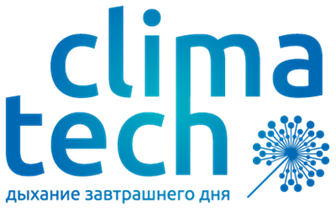 clima
tech
дыхание завтрашнего дня